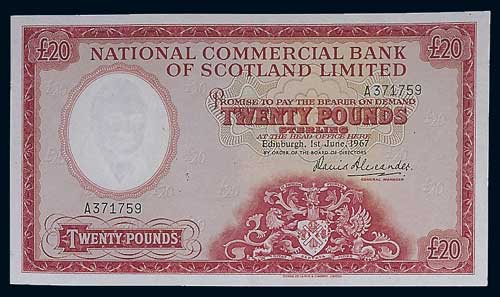 £20
£20
NATIONAL COMMERCIAL BANK
OF SCOTLAND LIMITED
A371759
PROMISE TO PAY THE BEARER ON DEMAND
TWENTY POUNDS
STERLING
AT THE HEAD OFFICE HERE
Edinburgh, 1st June, 1967
BY ORDER OF THE BOARD OF DIRECTORS
David Alexander
GENERAL MANAGER
A371759
TWENTY POUNDS
£20